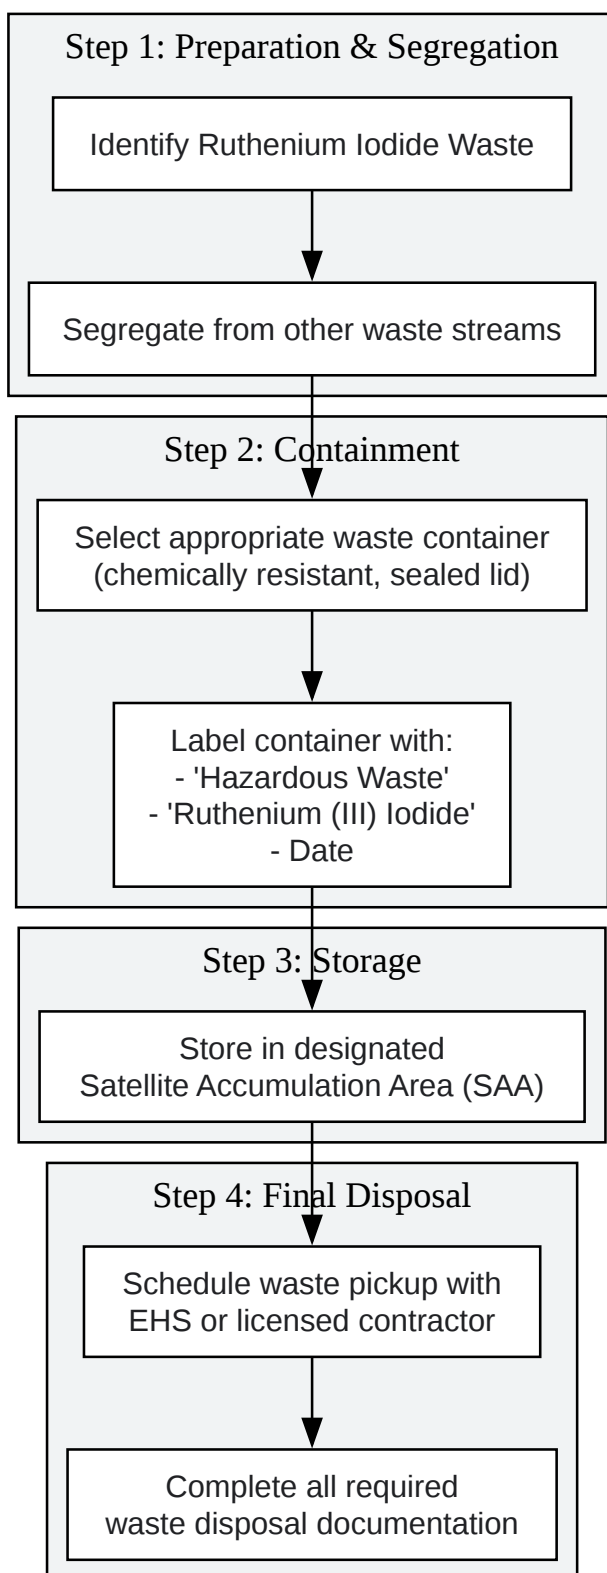 Step 1: Preparation & Segregation
Identify Ruthenium Iodide Waste
Segregate from other waste streams
Step 2: Containment
Select appropriate waste container
(chemically resistant, sealed lid)
Label container with:
- 'Hazardous Waste'
- 'Ruthenium (III) Iodide'
- Date
Step 3: Storage
Store in designated
Satellite Accumulation Area (SAA)
Step 4: Final Disposal
Schedule waste pickup with
EHS or licensed contractor
Complete all required
waste disposal documentation